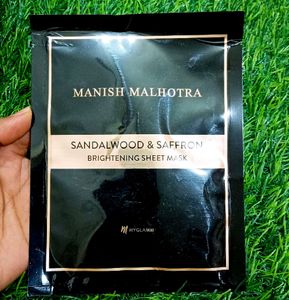 MANISH MALHOTRA
SANDALWOOD & SAFFRON
BRIGHTENING SHEET MASK
MYGLAMM